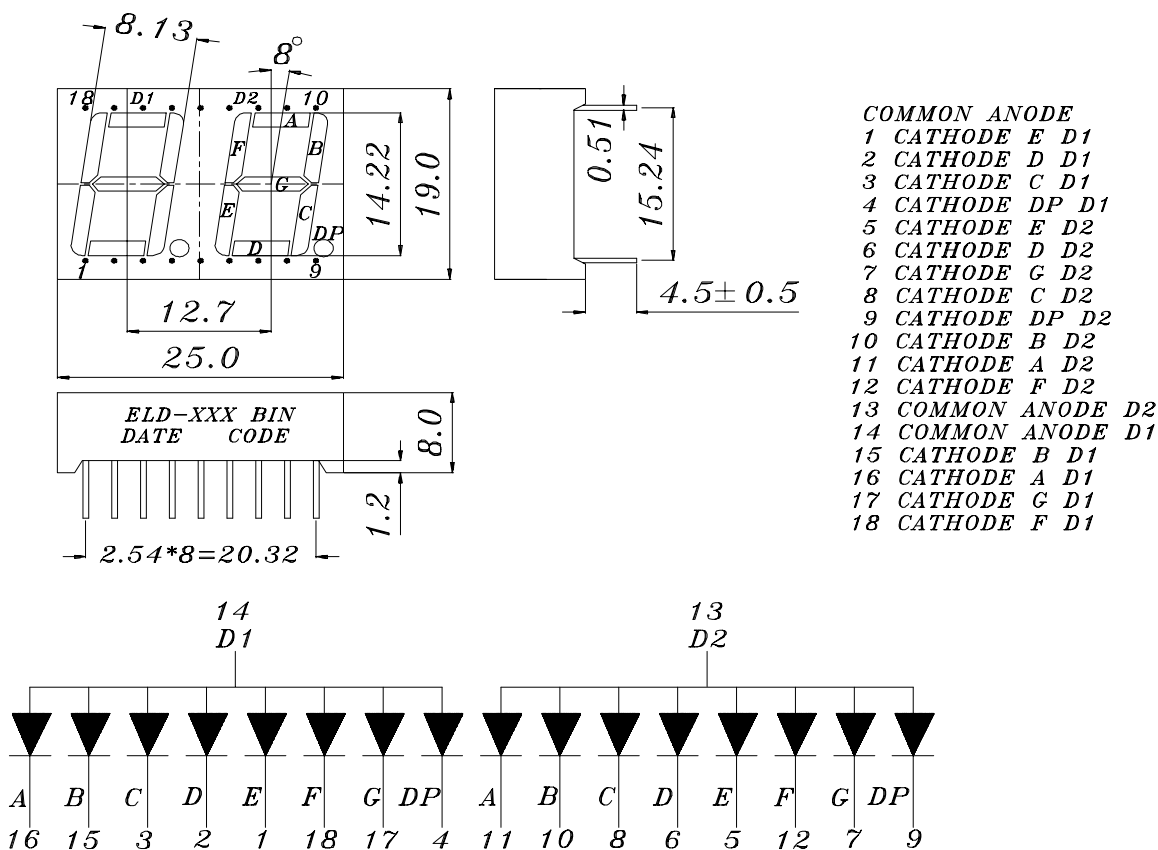 8.13
8°
18 D1 D2 10
A
F B
G
E C
D DP
1 9
14.22
19.0
12.7
25.0
0.51
15.24
4.5± 0.5
COMMON ANODE
1 CATHODE E D1
2 CATHODE D D1
3 CATHODE C D1
4 CATHODE DP D1
5 CATHODE E D2
6 CATHODE D D2
7 CATHODE G D2
8 CATHODE C D2
9 CATHODE DP D2
10 CATHODE B D2
11 CATHODE A D2
12 CATHODE F D2
13 COMMON ANODE D2
14 COMMON ANODE D1
15 CATHODE B D1
16 CATHODE A D1
17 CATHODE G D1
18 CATHODE F D1
ELD-XXX BIN
DATE CODE
8.0
1.2
2.54*8=20.32
14 13
D1 D2
A B C D E F G DP A B C D E F G DP
16 15 3 2 1 18 17 4 11 10 8 6 5 12 7 9